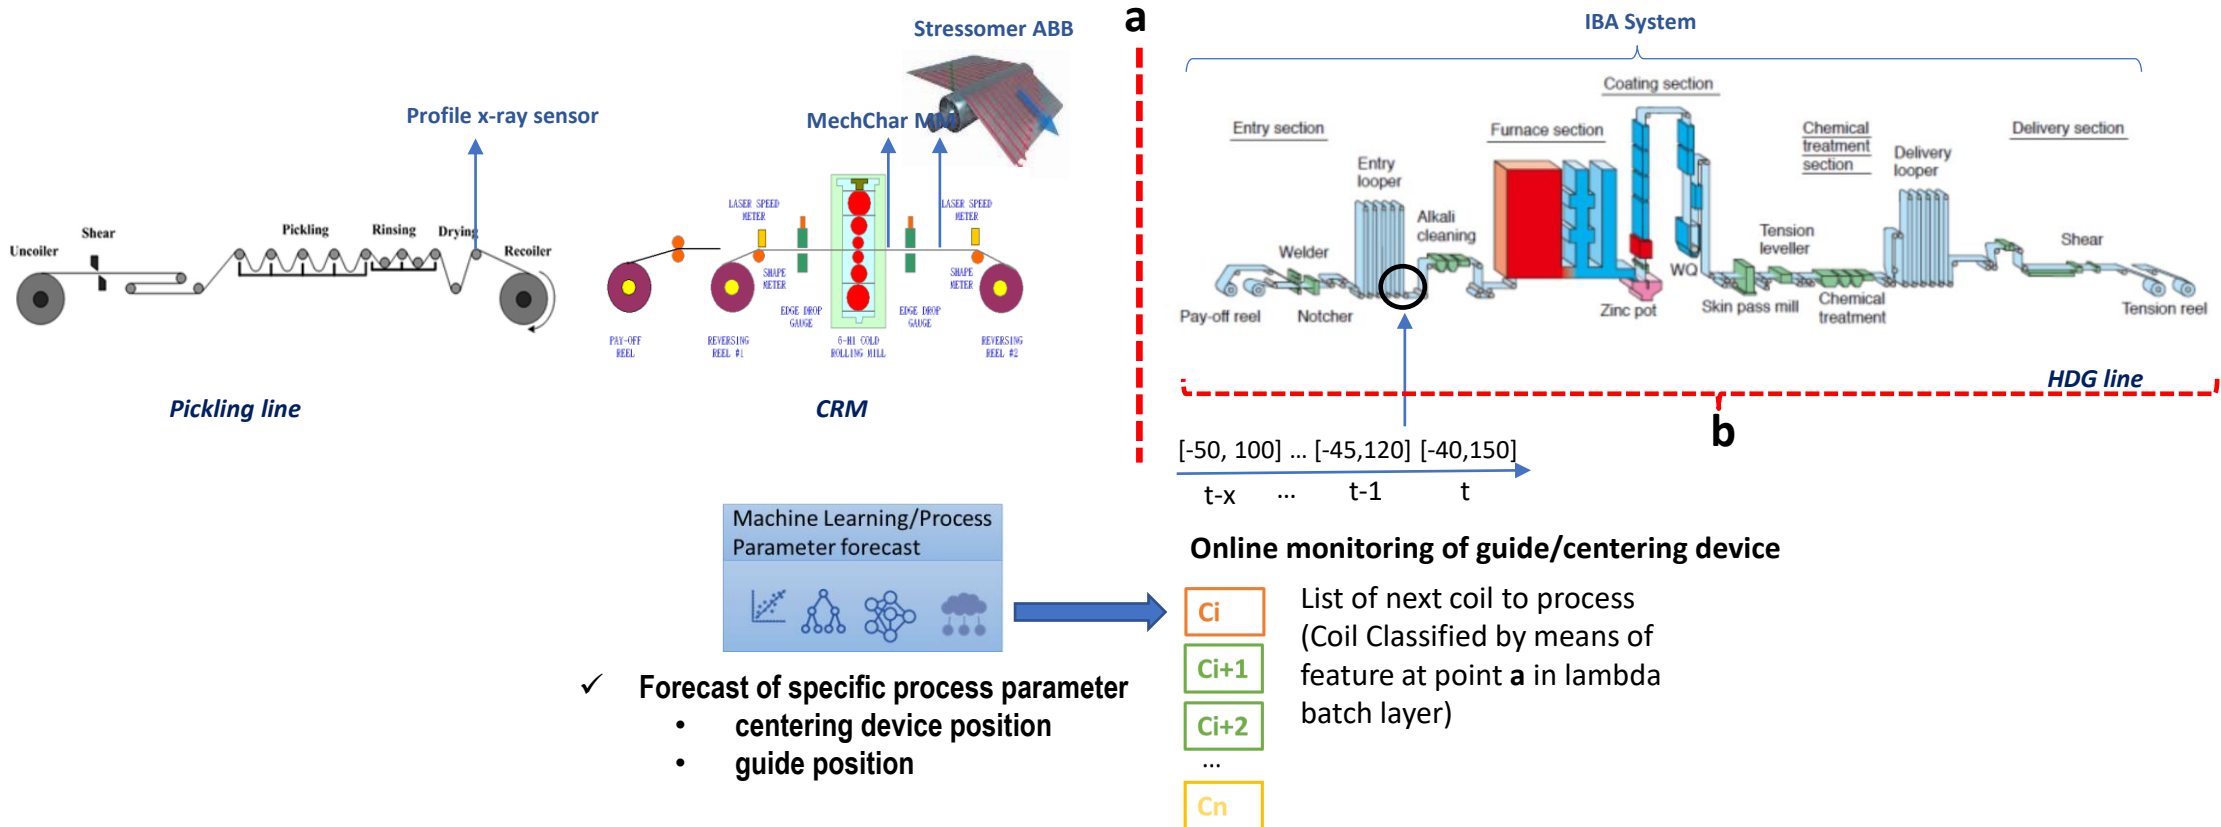 a
Stressomer ABB
IBA System
Profile x-ray sensor
MechChar MM
Uncoiler
Shear
Pickling
Rinsing
Drying
Recoiler
Pickling line
LASER SPEED
METER
LASER SPEED
METER
SHAPE
METER
SHAPE
METER
EDGE DROP
GAUGE
EDGE DROP
GAUGE
PAY-OFF
REEL
REVERSING
REEL #1
6-HI COLD
ROLLING MILL
REVERSING
REEL #2
CRM
Entry section
Furnace section
Coating section
Chemical
treatment
section
Delivery section
Entry
looper
Delivery
looper
Alkali
cleaning
Welder
Tension
leveller
Shear
WQ
Pay-off reel
Notcher
Zinc pot
Skin pass mill
Chemical
treatment
Tension reel
HDG line
b
[-50, 100] ... [-45,120] [-40,150]
t-x ... t-1 t
Machine Learning/Process
Parameter forecast
Online monitoring of guide/centering device
✓ Forecast of specific process parameter
• centering device position
• guide position
Ci
Ci+1
Ci+2
...
Cn
List of next coil to process
(Coil Classified by means of
feature at point a in lambda
batch layer)